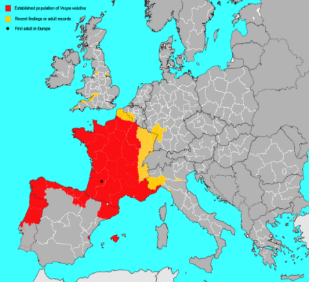 Established population of Vespa velutina
Recent findings or adult records
First adult in Europe